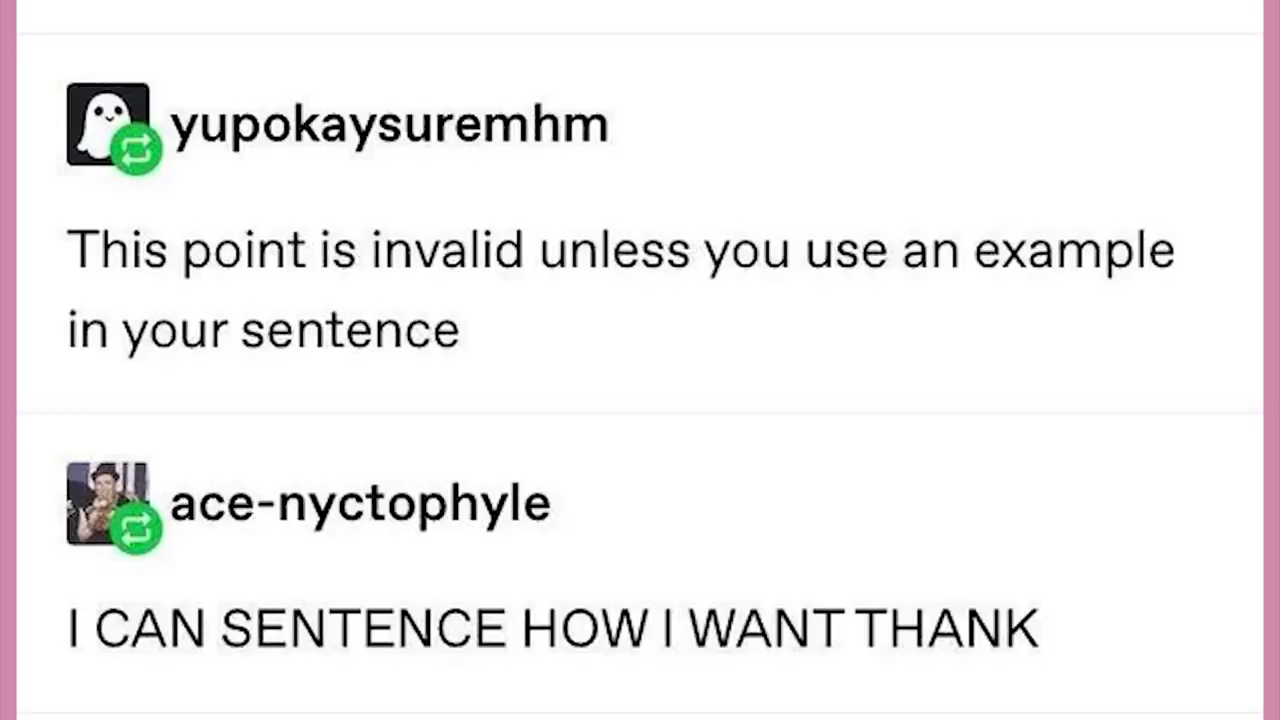 yupokaysuremhm
This point is invalid unless you use an example
in your sentence
ace-nyctophyle
I CAN SENTENCE HOW I WANT THANK